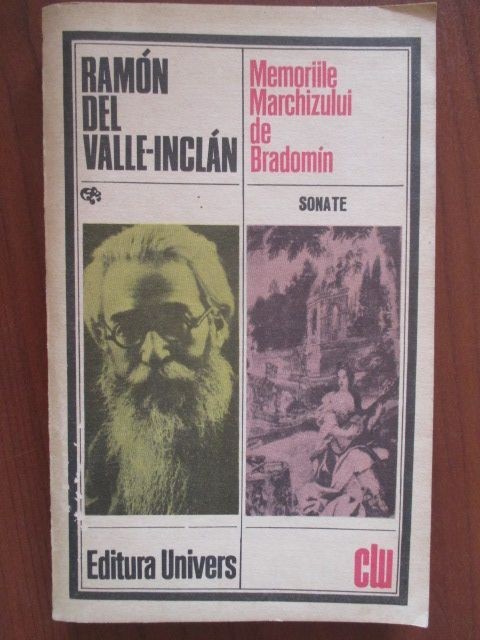 RAMÓN
DEL
VALLE-INCLÁN
Memoriile
Marchizului
de
Bradomín
SONATE
Editura Univers
clu